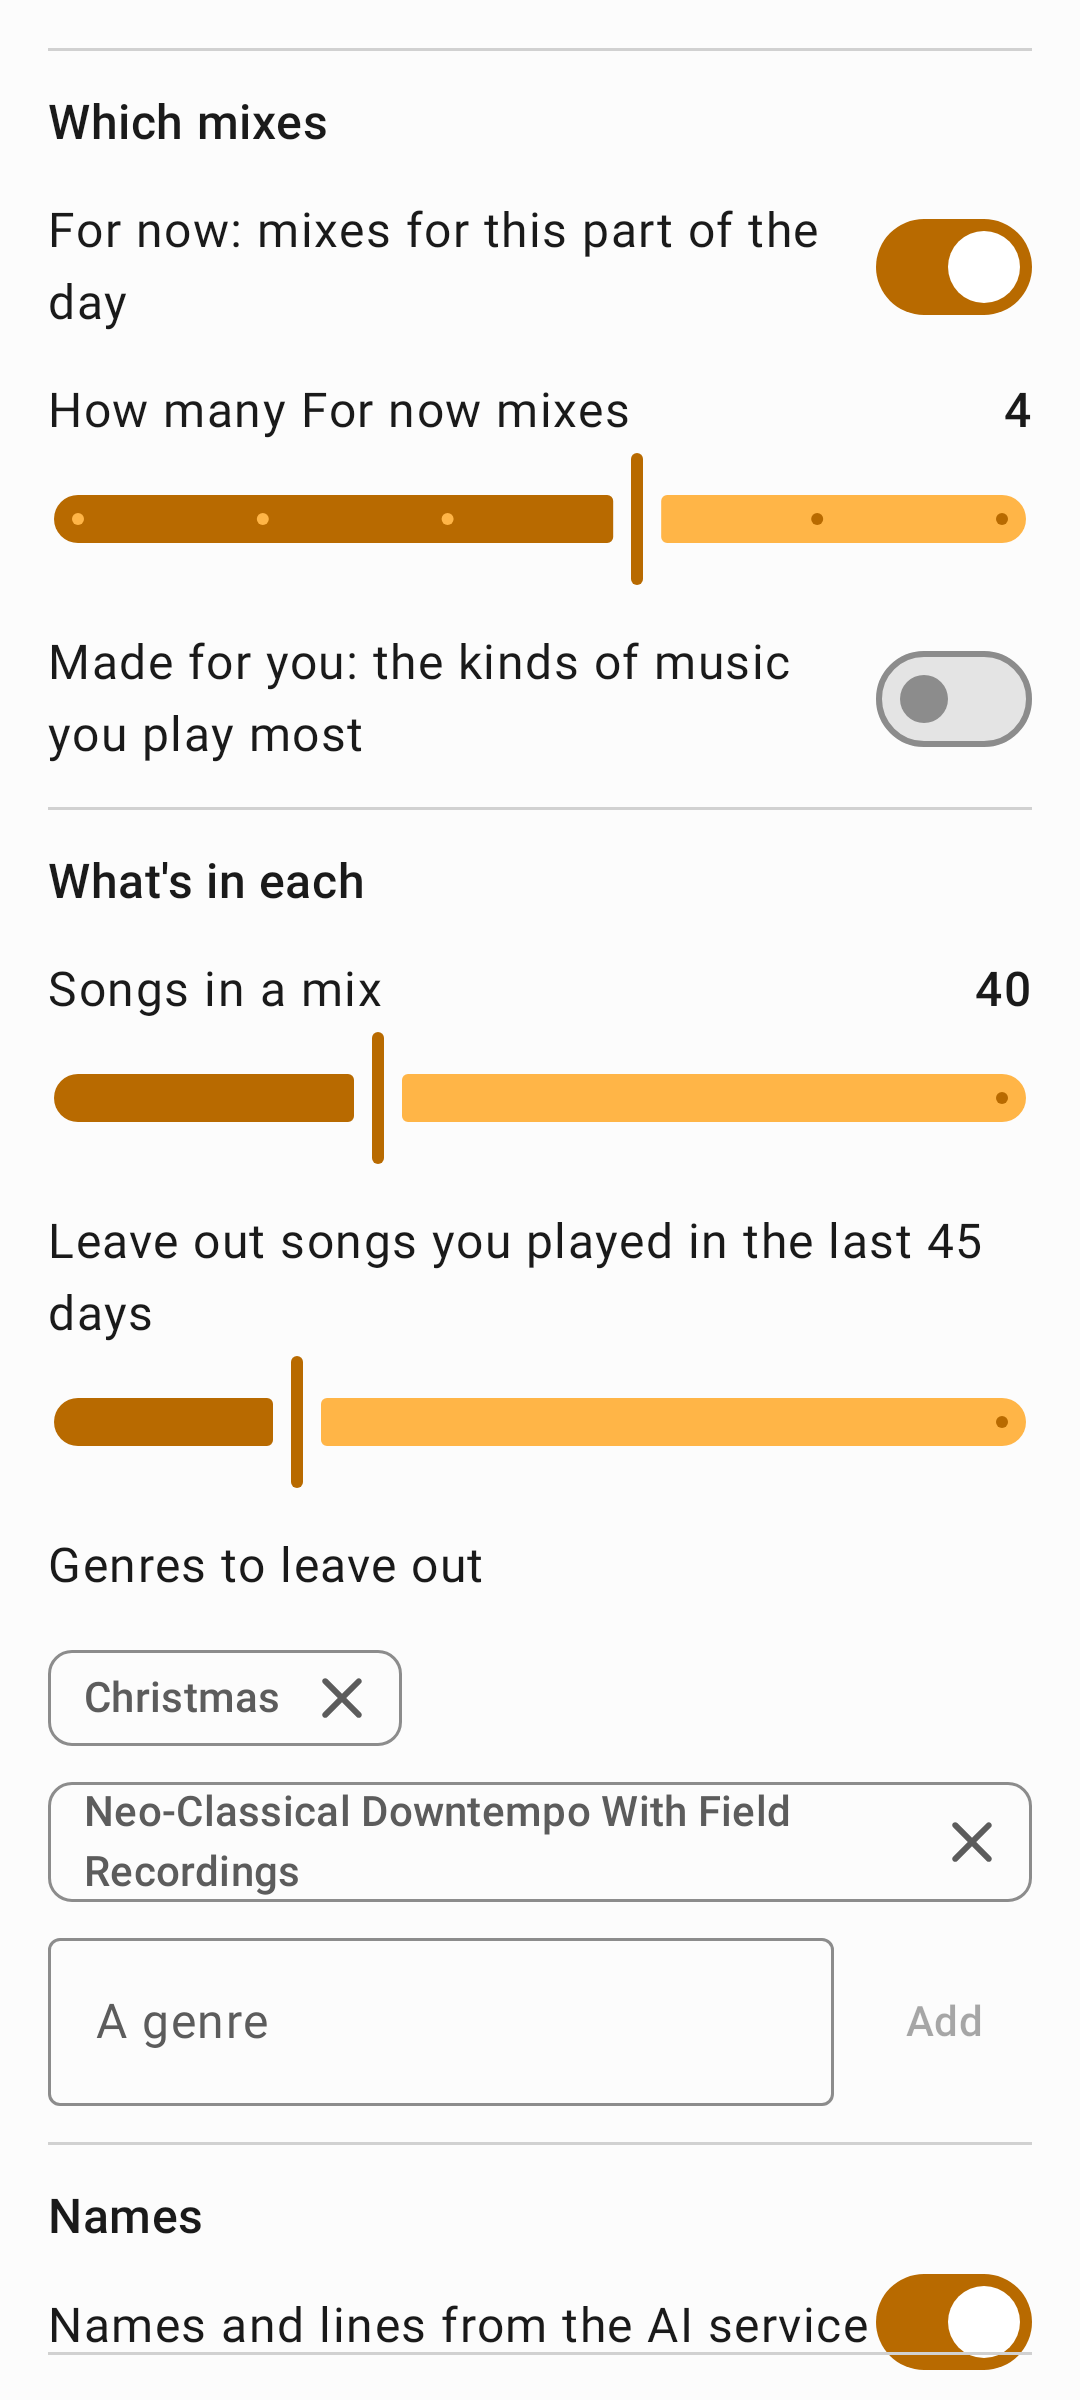 Which mixes
For now: mixes for this part of the
day
How many For now mixes 4
Made for you: the kinds of music
you play most
What's in each
Songs in a mix 40
Leave out songs you played in the last 45
days
Genres to leave out
Christmas
Neo-Classical Downtempo With Field
Recordings
A genre Add
Names
Names and lines from the AI service